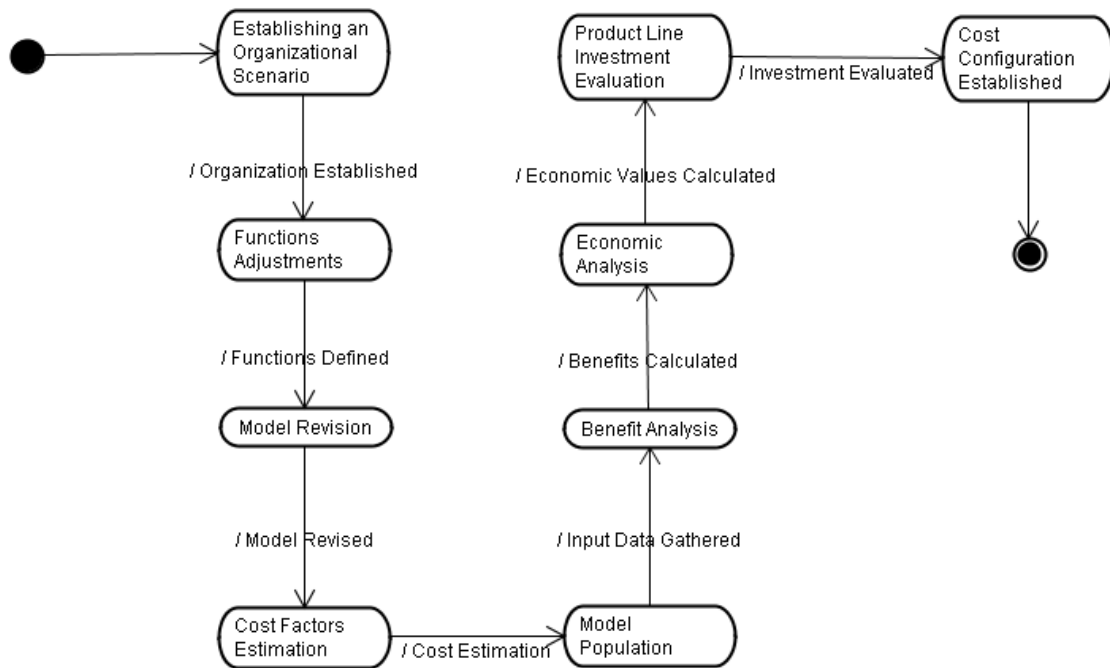 Establishing an
Organizational
Scenario
/ Organization Established
Functions
Adjustments
/ Functions Defined
Model Revision
/ Model Revised
Cost Factors
Estimation
/ Cost Estimation
Model
Population
/ Input Data Gathered
Benefit Analysis
/ Benefits Calculated
Economic
Analysis
/ Economic Values Calculated
Product Line
Investment
Evaluation
/ Investment Evaluated
Cost
Configuration
Established